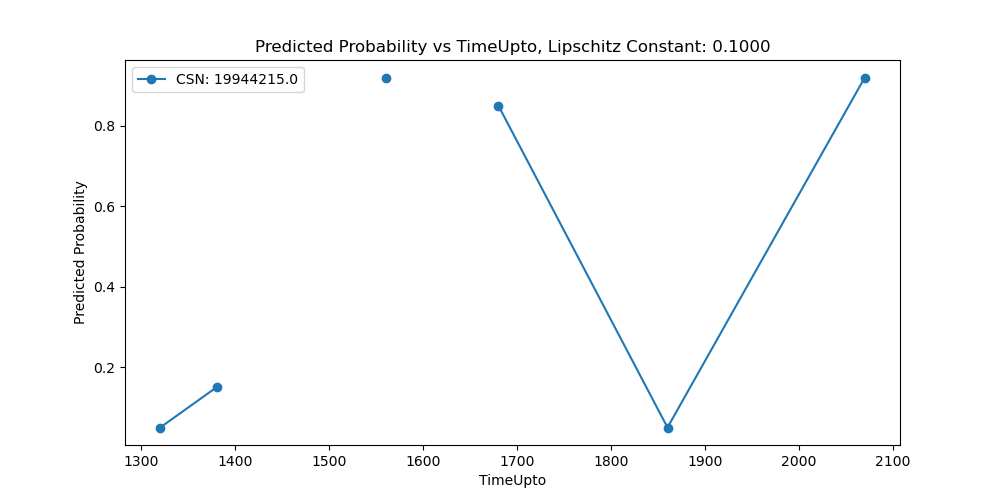 Predicted Probability vs TimeUpto, Lipschitz Constant: 0.1000
CSN: 19944215.0
Predicted Probability
0.8
0.6
0.4
0.2
1300 1400 1500 1600 1700 1800 1900 2000 2100
TimeUpto